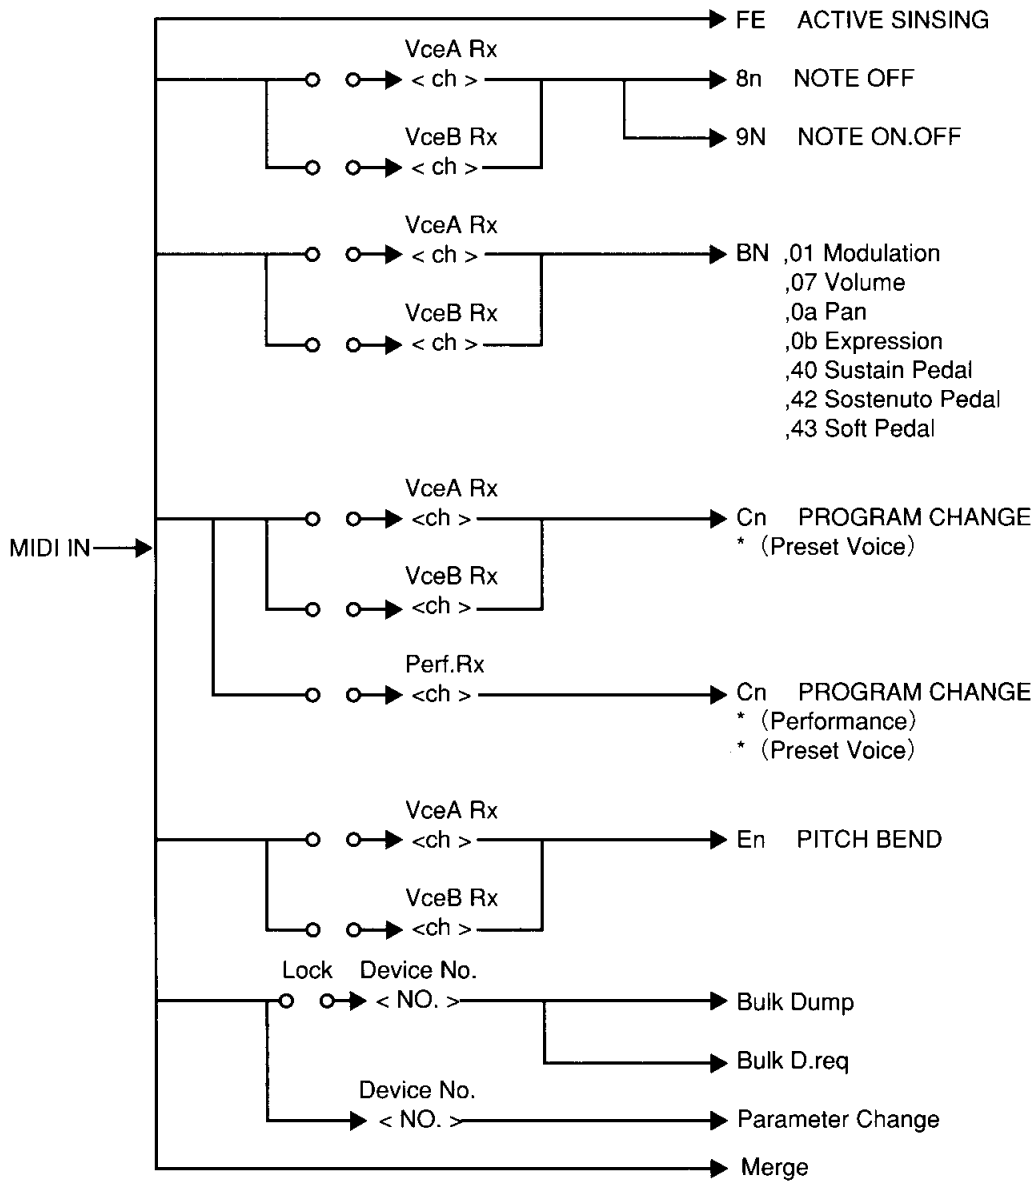 FE ACTIVE SINSING
VceA Rx
< ch >
8n NOTE OFF
VceB Rx
< ch >
9N NOTE ON.OFF
VceA Rx
< ch >
BN ,01 Modulation
,07 Volume
,0a Pan
,0b Expression
,40 Sustain Pedal
,42 Sostenuto Pedal
,43 Soft Pedal
VceB Rx
< ch >
MIDI IN
VceA Rx
<ch >
Cn PROGRAM CHANGE
* (Preset Voice)
VceB Rx
<ch >
Perf.Rx
<ch >
Cn PROGRAM CHANGE
* (Performance)
* (Preset Voice)
VceA Rx
<ch >
En PITCH BEND
VceB Rx
<ch >
Lock Device No.
< NO. >
Bulk Dump
Bulk D.req
Device No.
< NO. >
Parameter Change
Merge